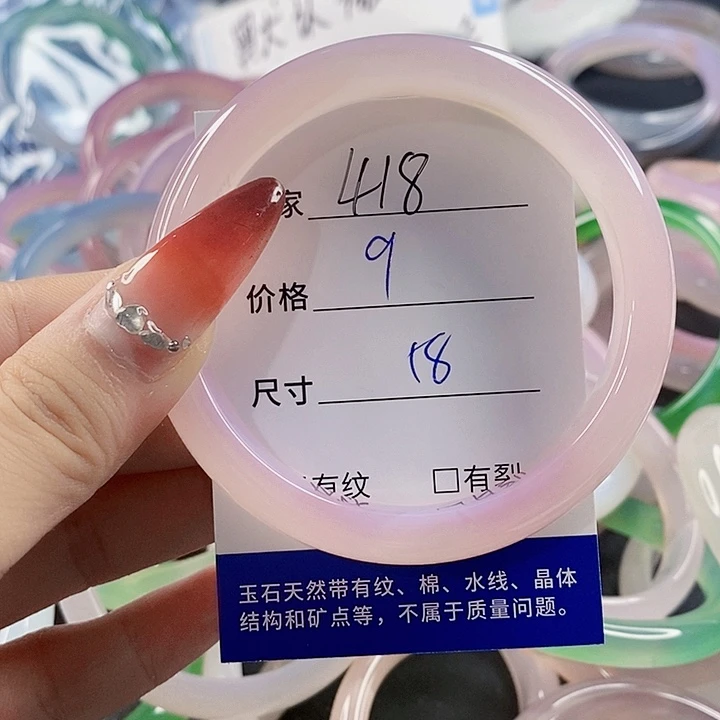 家 418
价格 9
尺寸 18
有纹 □有裂
玉石天然带有纹、棉、水线、晶体
结构和矿点等，不属于质量问题。